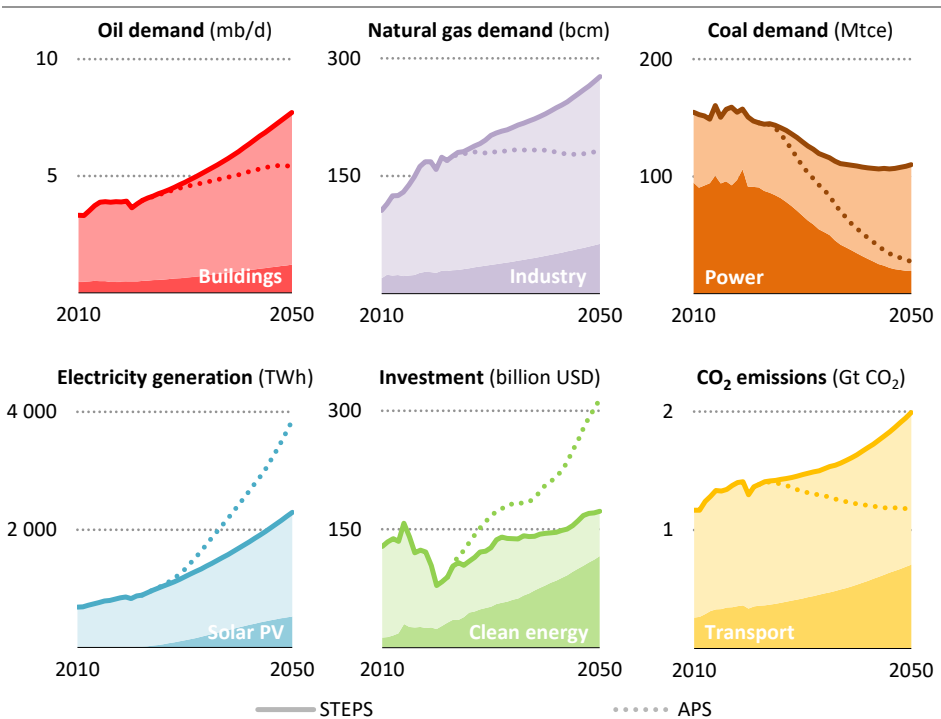 Oil demand (mb/d)
Natural gas demand (bcm)
Coal demand (Mtce)
10
5
Buildings
2010
2050
300
150
Industry
2010
2050
200
100
Power
2010
2050
Electricity generation (TWh)
Investment (billion USD)
CO₂ emissions (Gt CO₂)
4 000
2 000
Solar PV
2010
2050
300
150
Clean energy
2010
2050
2
1
Transport
2010
2050
STEPS
APS